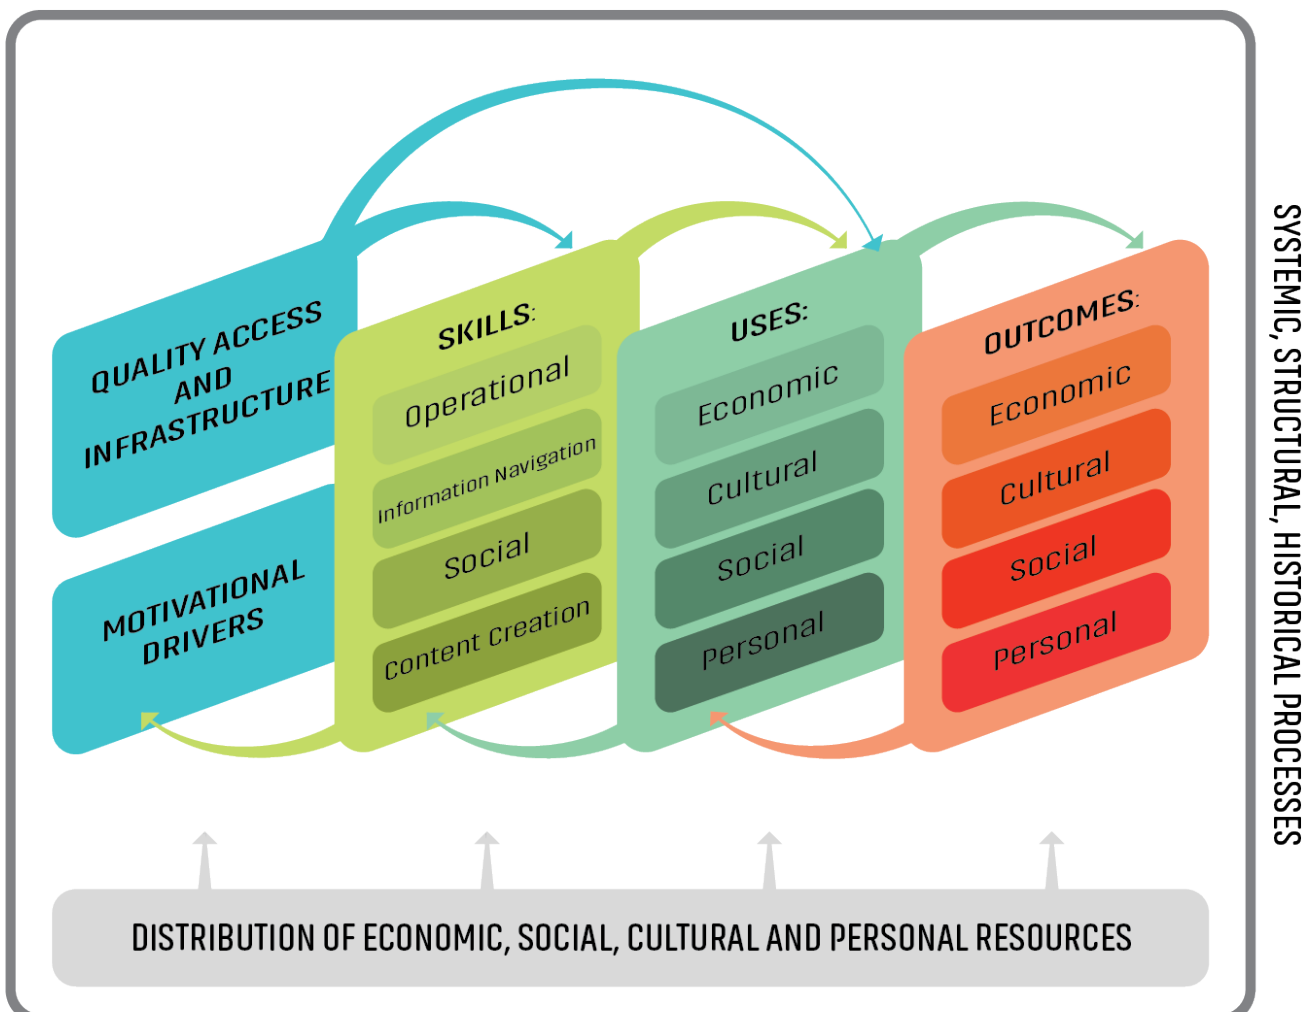 QUALITY ACCESS
AND
INFRASTRUCTURE
MOTIVATIONAL
DRIVERS
SKILLS:
Operational
Information Navigation
Social
Content Creation
USES:
Economic
Cultural
Social
Personal
OUTCOMES:
Economic
Cultural
Social
Personal
DISTRIBUTION OF ECONOMIC, SOCIAL, CULTURAL AND PERSONAL RESOURCES
SYSTEMIC, STRUCTURAL, HISTORICAL PROCESSES